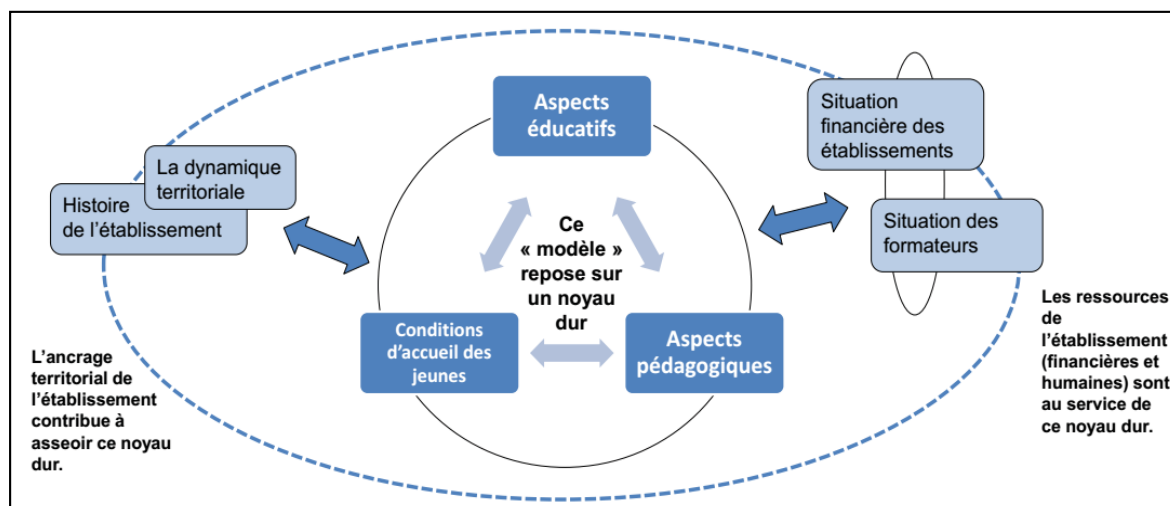 Aspects
éducatifs
Situation
financière des
établissements
La dynamique
territoriale
Histoire
de l'établissement
Situation des
formateurs
Ce
« modèle »
repose sur
un noyau
dur
Conditions
d'accueil des
jeunes
Aspects
pédagogiques
L'ancrage
territorial de
l'établissement
contribue à
asseoir ce noyau
dur.
Les ressources
de
l'établissement
(financières et
humaines) sont
au service de
ce noyau dur.